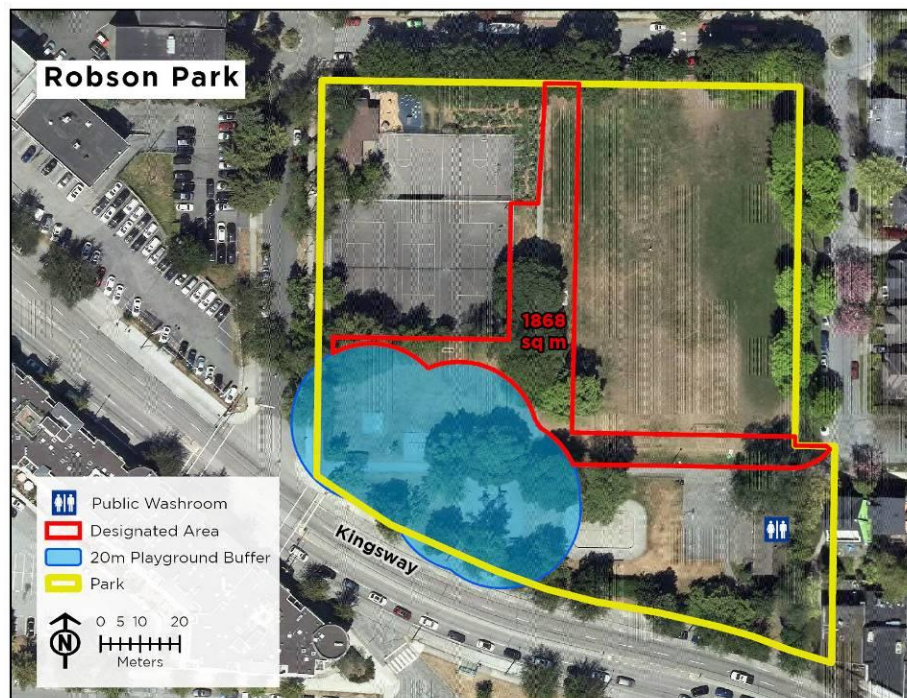 Robson Park
1868
sq m
Kingsway
Public Washroom
Designated Area
20m Playground Buffer
Park
N
0 5 10 20
Meters